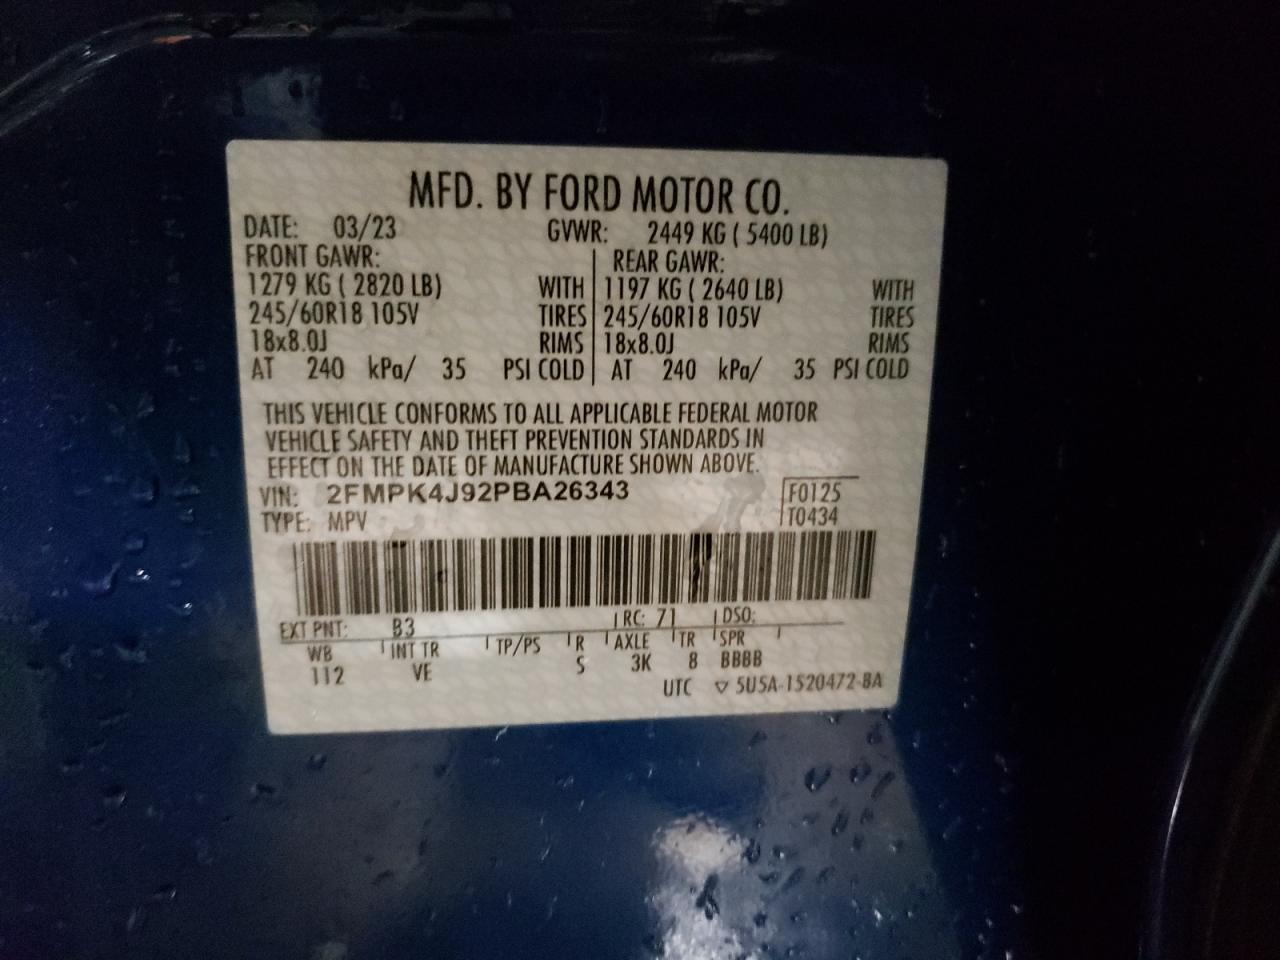 MFD. BY FORD MOTOR CO.
DATE: 03/23 GVWR: 2449 KG ( 5400 LB)
FRONT GAWR: REAR GAWR:
1279 KG ( 2820 LB) WITH 1197 KG ( 2640 LB) WITH
245/60R18 105V TIRES 245/60R18 105V TIRES
18x8.0J RIMS 18x8.0J RIMS
AT 240 kPa/ 35 PSI COLD AT 240 kPa/ 35 PSI COLD
THIS VEHICLE CONFORMS TO ALL APPLICABLE FEDERAL MOTOR
VEHICLE SAFETY AND THEFT PREVENTION STANDARDS IN
EFFECT ON THE DATE OF MANUFACTURE SHOWN ABOVE.
VIN: 2FMPK4J92PBA26343 F0125
TYPE: MPV T0434
EXT PNT: B3 RC: 71 DSO:
WB INT TR TP/PS R AXLE TR SPR
112 VE S 3K 8 BBBB
UTC ▽ 5U5A-1520472-BA